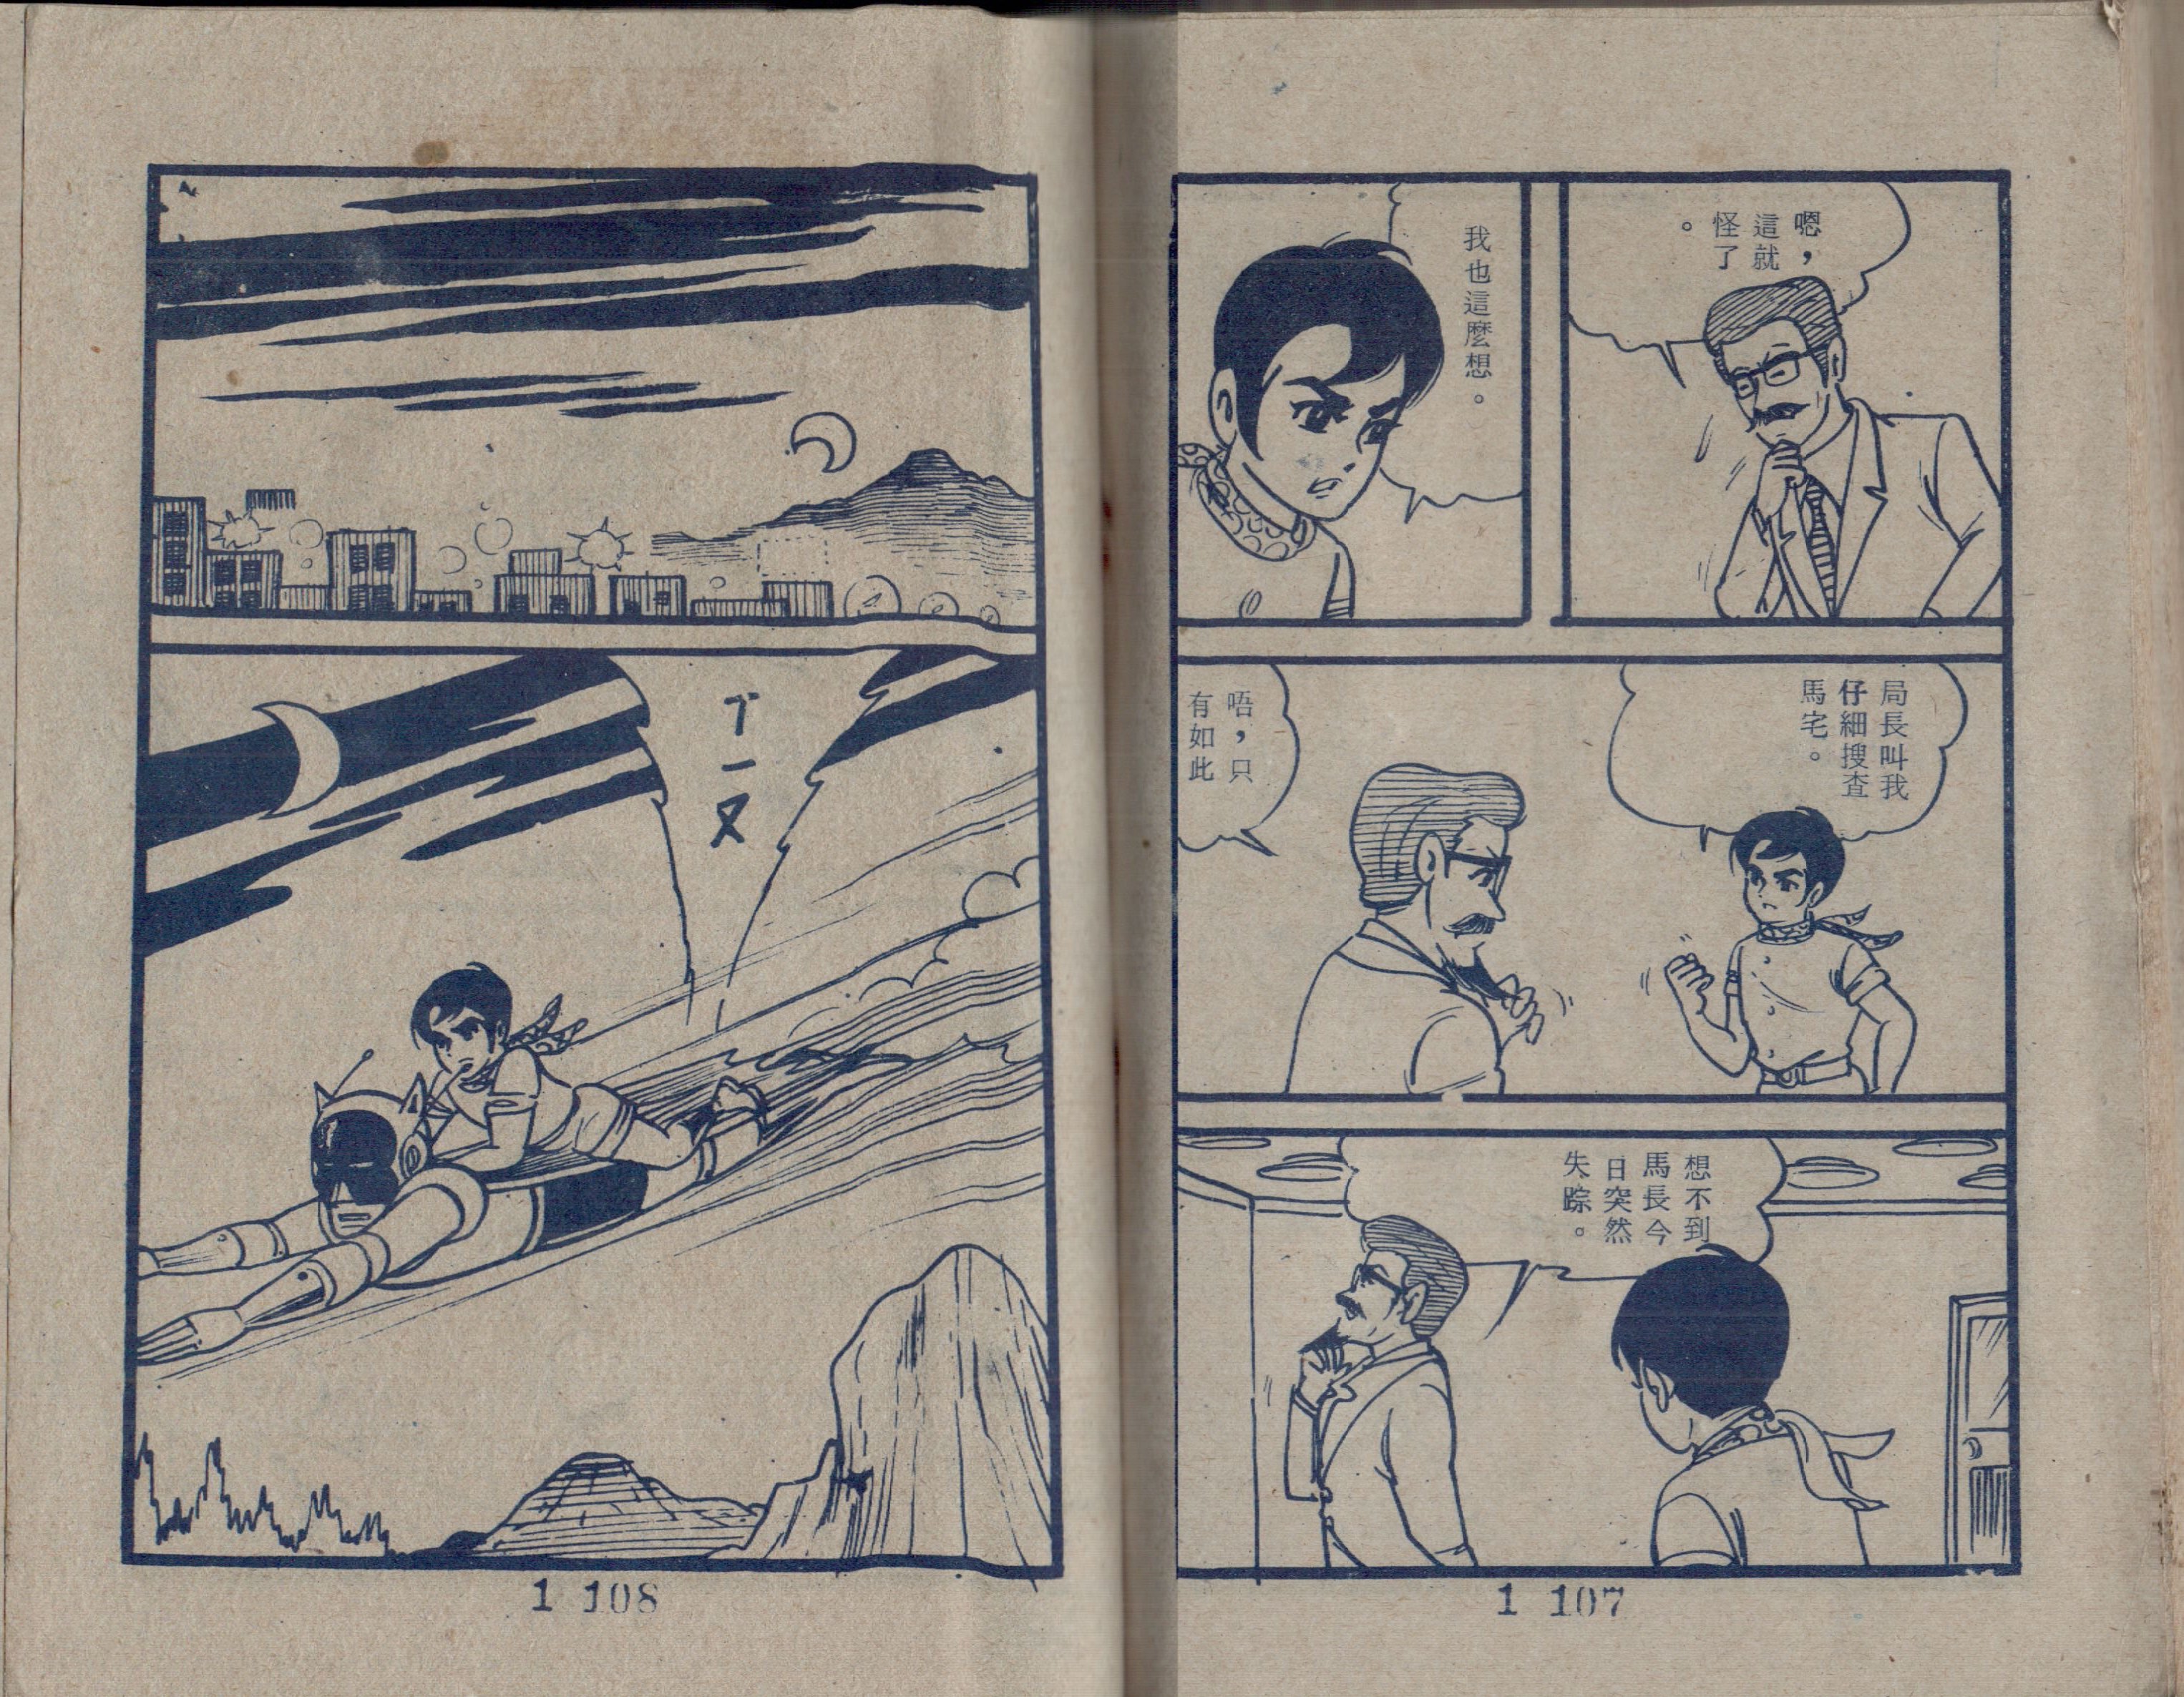 嗯，
這就
怪了
。
我也這麼想。
局長叫我
仔細搜查
馬宅。
唔，只
有如此
想不到
馬長今
日突然
失踪。
1 107
ㄒㄧㄡ
1 108